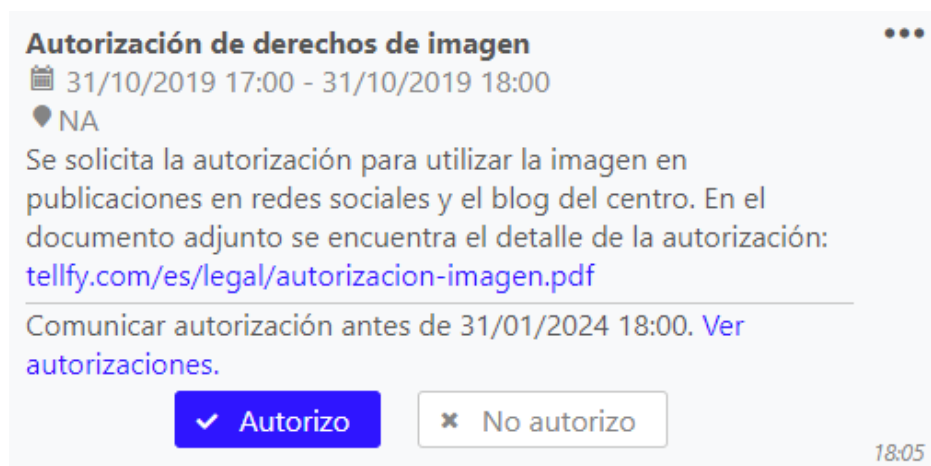 Autorización de derechos de imagen
31/10/2019 17:00 - 31/10/2019 18:00
NA
Se solicita la autorización para utilizar la imagen en
publicaciones en redes sociales y el blog del centro. En el
documento adjunto se encuentra el detalle de la autorización:
tellfy.com/es/legal/autorizacion-imagen.pdf
Comunicar autorización antes de 31/01/2024 18:00. Ver
autorizaciones.
Autorizo
No autorizo
18:05